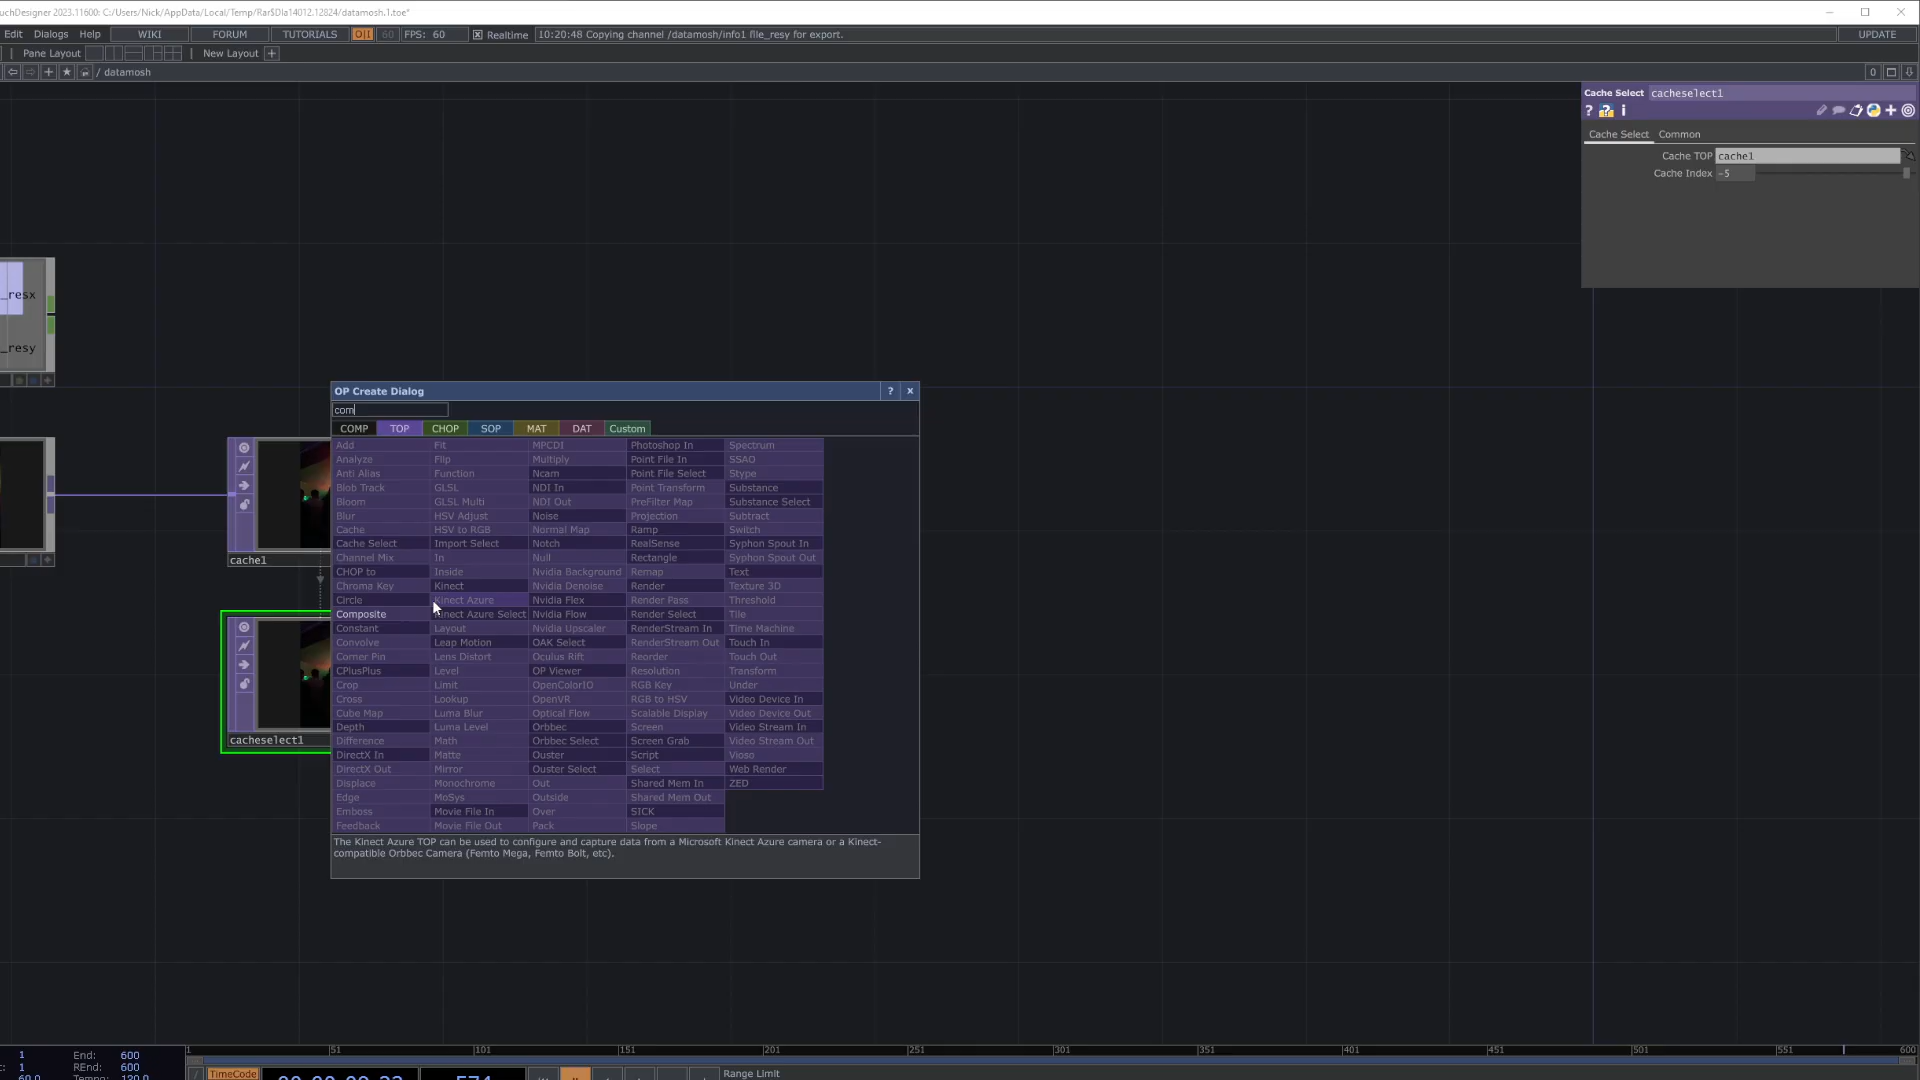 ouchDesigner 2023.11600: C:/Users/Nick/AppData/Local/Temp/Rar$DIa14012.12824/datamosh.1.toe*
Edit Dialogs Help WIKI FORUM TUTORIALS O|I 60 FPS: 60 Realtime 10:20:48 Copying channel /datamosh/info1 file_resy for export. UPDATE
Pane Layout New Layout +
/ datamosh 0
Cache Select cacheselect1
? ? i
Cache Select Common
Cache TOP cache1
Cache Index -5
_resx
_resy
cache1
cacheselect1
OP Create Dialog ? x
com
COMP TOP CHOP SOP MAT DAT Custom
Add Fit MPCDI Photoshop In Spectrum
Analyze Flip Multiply Point File In SSAO
Anti Alias Function Ncam Point File Select Stype
Blob Track GLSL NDI In Point Transform Substance
Bloom GLSL Multi NDI Out PreFilter Map Substance Select
Blur HSV Adjust Noise Projection Subtract
Cache HSV to RGB Normal Map Ramp Switch
Cache Select Import Select Notch RealSense Syphon Spout In
Channel Mix In Null Rectangle Syphon Spout Out
CHOP to Inside Nvidia Background Remap Text
Chroma Key Kinect Nvidia Denoise Render Texture 3D
Circle Kinect Azure Nvidia Flex Render Pass Threshold
Composite Kinect Azure Select Nvidia Flow Render Select Tile
Constant Layout Nvidia Upscaler RenderStream In Time Machine
Convolve Leap Motion OAK Select RenderStream Out Touch In
Corner Pin Lens Distort Oculus Rift Reorder Touch Out
CPlusPlus Level OP Viewer Resolution Transform
Crop Limit OpenColorIO RGB Key Under
Cross Lookup OpenVR RGB to HSV Video Device In
Cube Map Luma Blur Optical Flow Scalable Display Video Device Out
Depth Luma Level Orbbec Screen Video Stream In
Difference Math Orbbec Select Screen Grab Video Stream Out
DirectX In Matte Ouster Script Vioso
DirectX Out Mirror Ouster Select Select Web Render
Displace Monochrome Out Shared Mem In ZED
Edge MoSys Outside Shared Mem Out
Emboss Movie File In Over SICK
Feedback Movie File Out Pack Slope
The Kinect Azure TOP can be used to configure and capture data from a Microsoft Kinect Azure camera or a Kinect-
compatible Orbbec Camera (Femto Mega, Femto Bolt, etc).
1 51 101 151 201 251 301 351 401 451 501 551 600
1 End: 600
1 REnd: 600
60.0 Tempo: 120.0
TimeCode 00:00:09.33 574 Range Limit